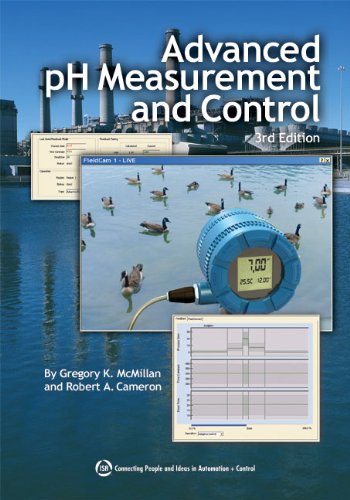 Advanced
pH Measurement
and Control
3rd Edition
FieldCam 1 - LIVE
7.00
25.5C 12.00
By Gregory K. McMillan
and Robert A. Cameron
ISA
Connecting People and Ideas in Automation + Control